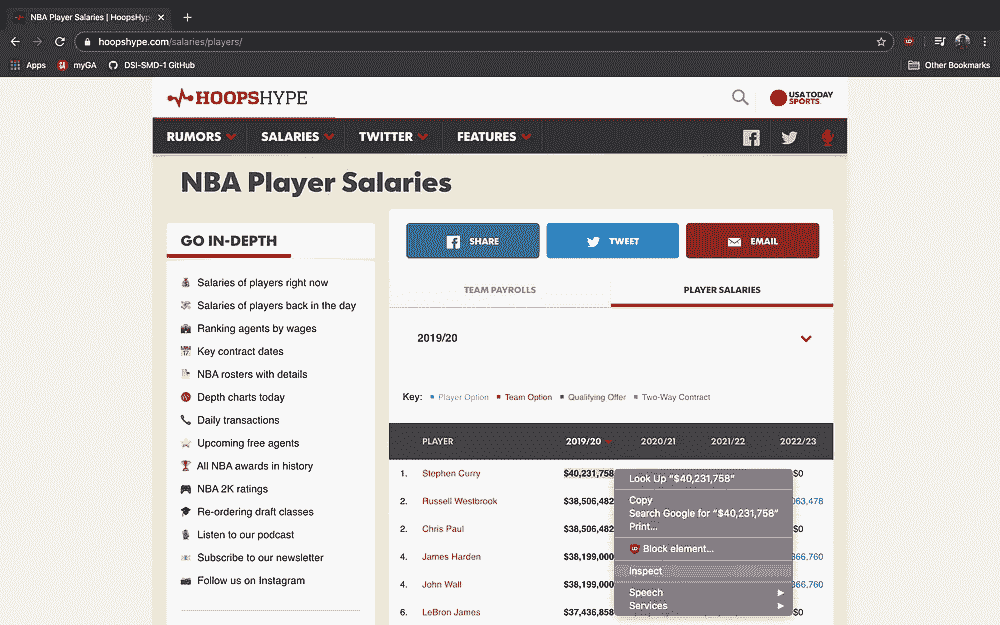 NBA Player Salaries | HoopsHyp
hoopshype.com/salaries/players/
Apps myGA DSI-SMD-1 GitHub Other Bookmarks
HOOPSHYPE
USA TODAY
SPORTS
RUMORS SALARIES TWITTER FEATURES
NBA Player Salaries
GO IN-DEPTH
Salaries of players right now
Salaries of players back in the day
Ranking agents by wages
Key contract dates
NBA rosters with details
Depth charts today
Daily transactions
Upcoming free agents
All NBA awards in history
NBA 2K ratings
Re-ordering draft classes
Listen to our podcast
Subscribe to our newsletter
Follow us on Instagram
SHARE TWEET EMAIL
TEAM PAYROLLS PLAYER SALARIES
2019/20
Key: Player Option Team Option Qualifying Offer Two-Way Contract
PLAYER 2019/20 2020/21 2021/22 2022/23
1. Stephen Curry $40,231,758 $0
2. Russell Westbrook $38,506,482 063,478
2. Chris Paul $38,506,482 $0
4. James Harden $38,199,000 366,760
4. John Wall $38,199,000 366,760
6. LeBron James $37,436,858 $0
Look Up “$40,231,758”
Copy
Search Google for “$40,231,758”
Print...
Block element...
Inspect
Speech
Services